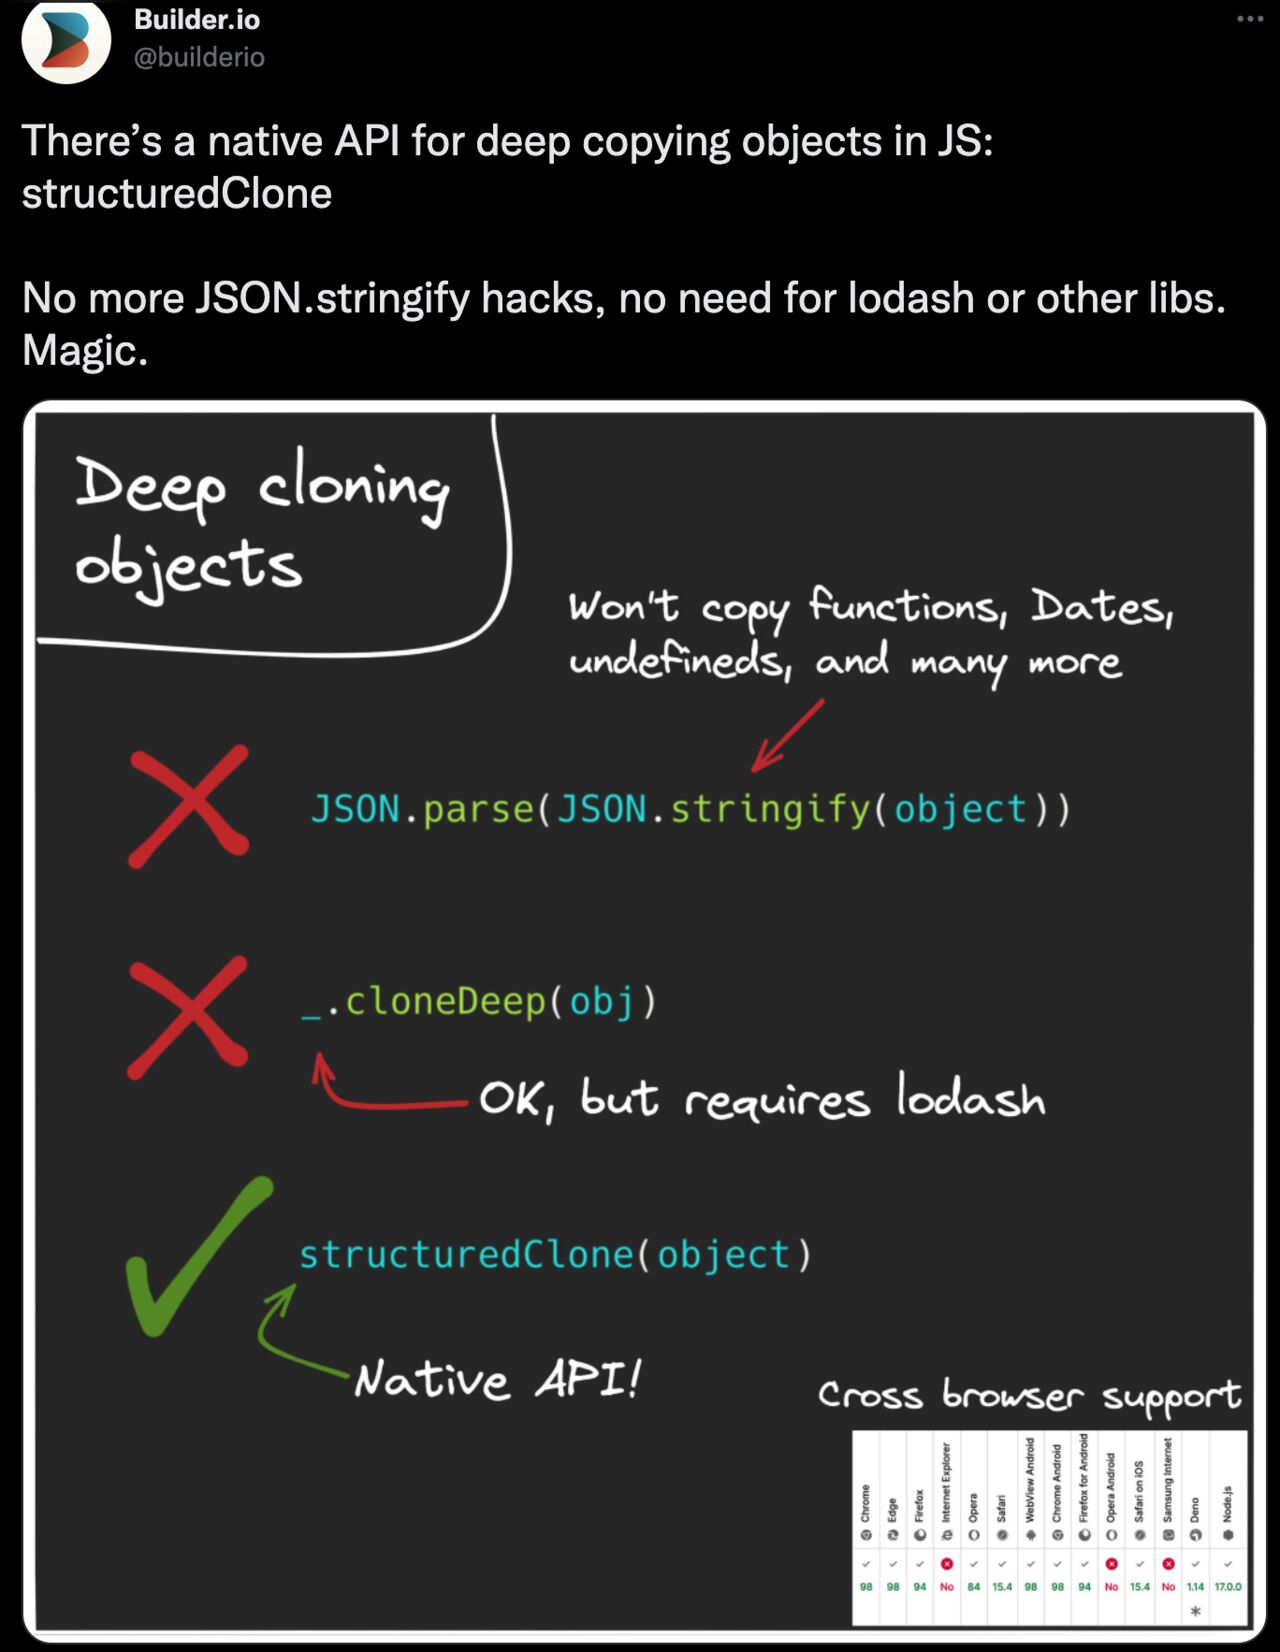 Builder.io
@builderio
There’s a native API for deep copying objects in JS:
structuredClone
No more JSON.stringify hacks, no need for lodash or other libs.
Magic.
Deep cloning
objects
Won't copy functions, Dates,
undefineds, and many more
JSON.parse(JSON.stringify(object))
_.cloneDeep(obj)
OK, but requires lodash
structuredClone(object)
Native API!
Cross browser support
Chrome
Edge
Firefox
Internet Explorer
Opera
Safari
WebView Android
Chrome Android
Firefox for Android
Opera Android
Safari on iOS
Samsung Internet
Deno
Node.js
98 98 94 No 84 15.4 98 98 94 No 15.4 No 1.14 17.0.0
*